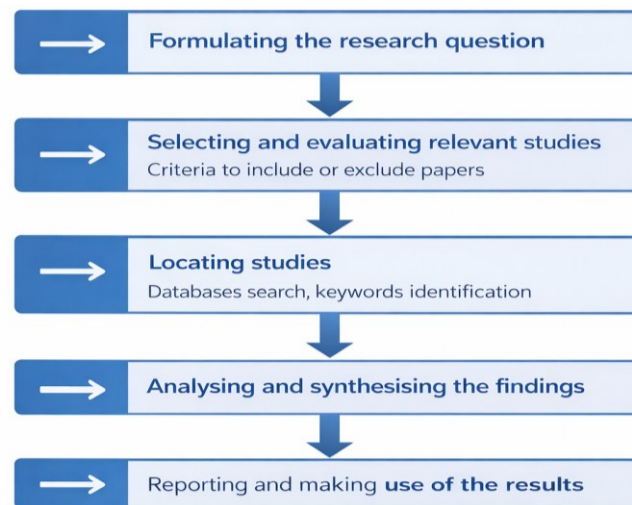 Formulating the research question
Selecting and evaluating relevant studies
Criteria to include or exclude papers
Locating studies
Databases search, keywords identification
Analysing and synthesising the findings
Reporting and making use of the results